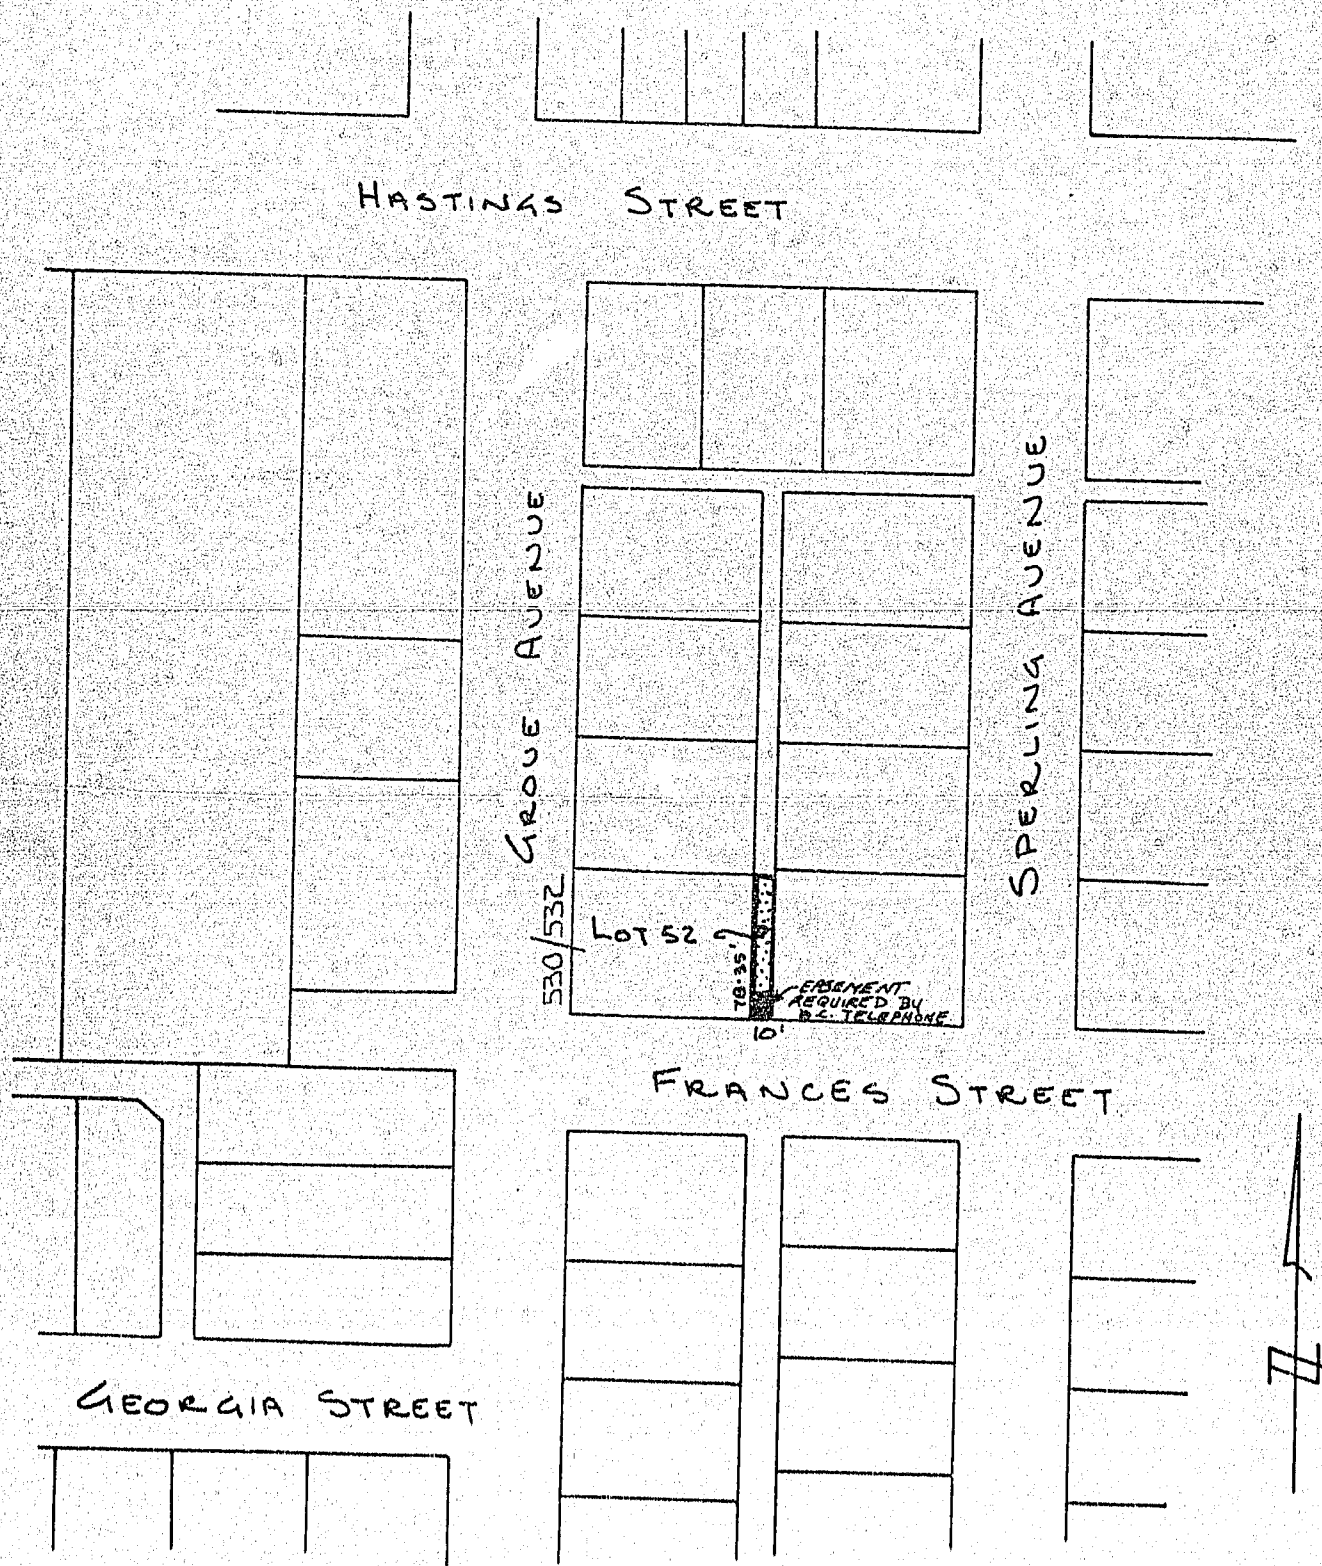 HASTINGS STREET
GROVE AVENUE
SPERLING AVENUE
530/532
LOT 52
78.35'
EASEMENT
REQUIRED BY
B.C. TELEPHONE
10'
FRANCES STREET
GEORGIA STREET
N